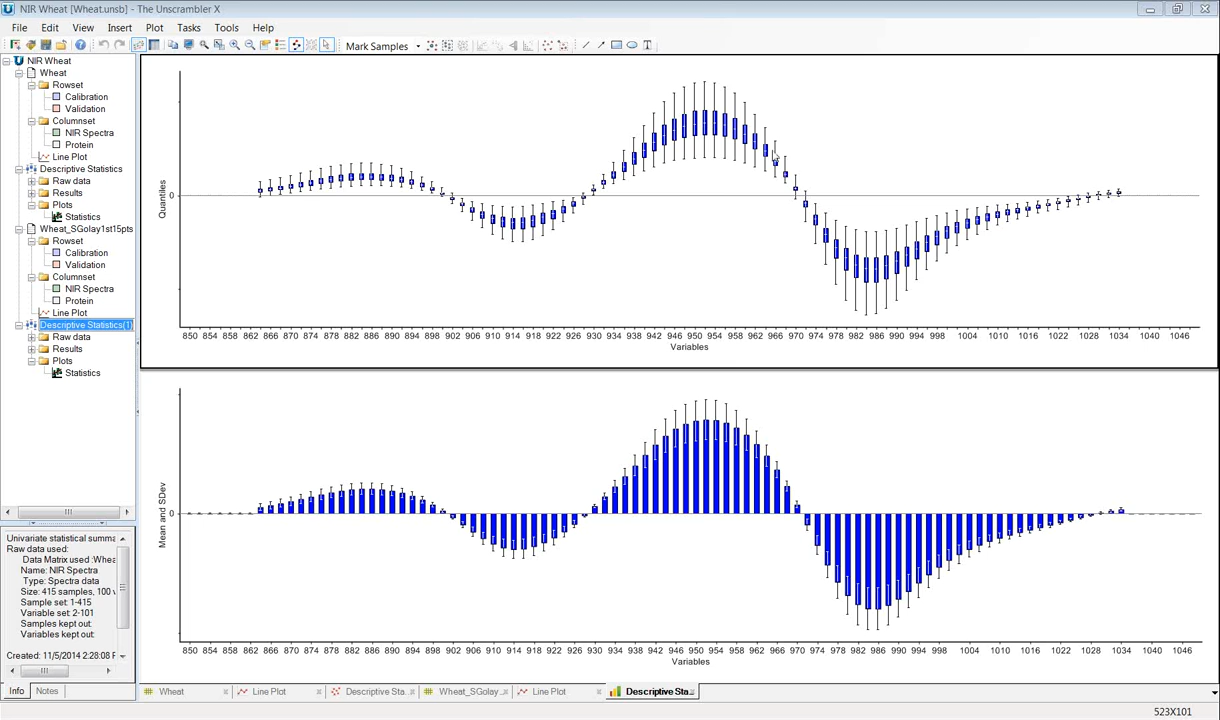 NIR Wheat [Wheat.unsb] - The Unscrambler X
File Edit View Insert Plot Tasks Tools Help
Mark Samples
NIR Wheat
Wheat
Rowset
Calibration
Validation
Columnset
NIR Spectra
Protein
Line Plot
Descriptive Statistics
Raw data
Results
Plots
Statistics
Wheat_SGolay1st15pts
Rowset
Calibration
Validation
Columnset
NIR Spectra
Protein
Line Plot
Descriptive Statistics(1)
Raw data
Results
Plots
Statistics
Univariate statistical summa
Raw data used:
Data Matrix used :Whea
Name: NIR Spectra
Type: Spectra data
Size: 415 samples, 100 v
Sample set: 1-415
Variable set: 2-101
Samples kept out:
Variables kept out:
Created: 11/5/2014 2:28:08 P
Info Notes
Quantiles
0
850 854 858 862 866 870 874 878 882 886 890 894 898 902 906 910 914 918 922 926 930 934 938 942 946 950 954 958 962 966 970 974 978 982 986 990 994 998 1002 1006 1010 1016 1022 1028 1034 1040 1046
Variables
Mean and SDev
0
850 854 858 862 866 870 874 878 882 886 890 894 898 902 906 910 914 918 922 926 930 934 938 942 946 950 954 958 962 966 970 974 978 982 986 990 994 998 1002 1006 1010 1016 1022 1028 1034 1040 1046
Variables
Wheat Line Plot Descriptive Sta... Wheat_SGolay... Line Plot Descriptive Sta...
523X101